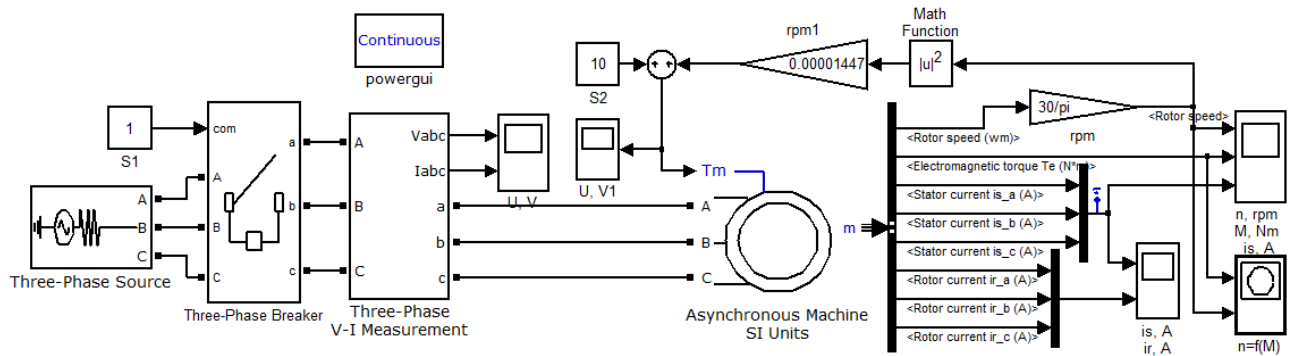 Continuous
powergui
rpm1
0.00001447
Math
Function
|u|²
10
S2
1
S1
com
A
B
C
a
b
c
Three-Phase Source
Three-Phase Breaker
A
B
C
Vabc
Iabc
a
b
c
Three-Phase
V-I Measurement
U, V
U, V1
Tm
A
B
C
m
Asynchronous Machine
SI Units
30/pi
rpm
<Rotor speed>
<Rotor speed (wm)>
<Electromagnetic torque Te (N*m)>
<Stator current is_a (A)>
<Stator current is_b (A)>
<Stator current is_c (A)>
<Rotor current ir_a (A)>
<Rotor current ir_b (A)>
<Rotor current ir_c (A)>
n, rpm
M, Nm
is, A
is, A
ir, A
n=f(M)